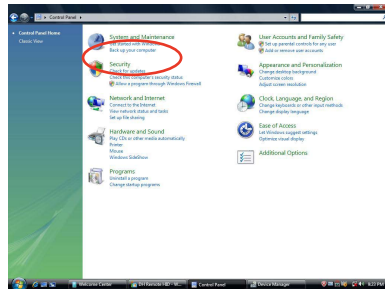 Control Panel
Control Panel Home
Classic View
System and Maintenance
Get started with Windows
Back up your computer
Security
Check for updates
Check this computer's security status
Allow a program through Windows Firewall
Network and Internet
Connect to the Internet
View network status and tasks
Set up file sharing
Hardware and Sound
Play CDs or other media automatically
Printer
Mouse
Windows SideShow
Programs
Uninstall a program
Change startup programs
User Accounts and Family Safety
Set up parental controls for any user
Add or remove user accounts
Appearance and Personalization
Change desktop background
Customize colors
Adjust screen resolution
Clock, Language, and Region
Change keyboards or other input methods
Change display language
Ease of Access
Let Windows suggest settings
Optimize visual display
Additional Options
Welcome Center
Control Panel
Device Manager
9:23 PM